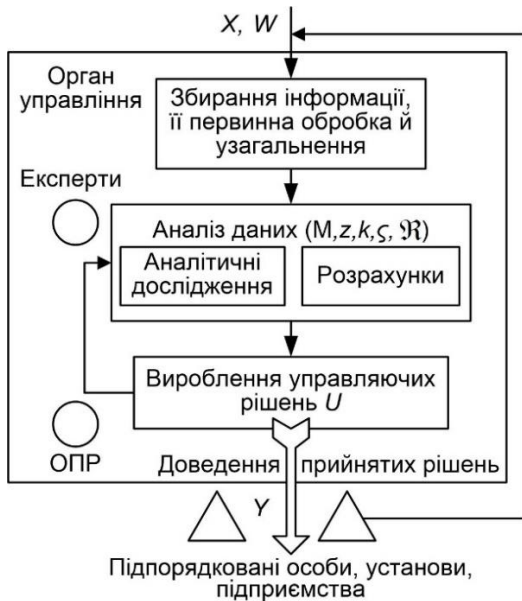 X, W
Орган
управління
Збирання інформації,
її первинна обробка й
узагальнення
Експерти
Аналіз даних (M,z,k,ς, ℜ)
Аналітичні
дослідження
Розрахунки
Вироблення управляючих
рішень U
ОПР
Доведення прийнятих рішень
Y
Підпорядковані особи, установи,
підприємства